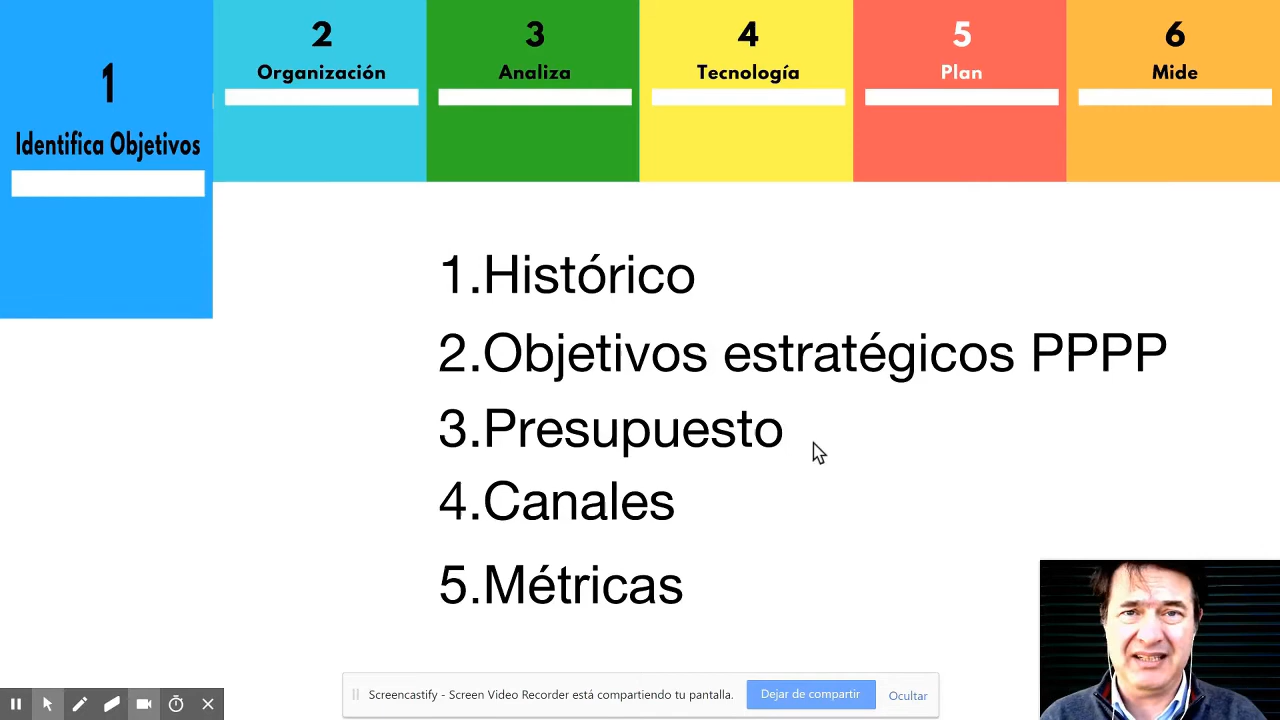 1
Identifica Objetivos
2
Organización
3
Analiza
4
Tecnología
5
Plan
6
Mide
1.Histórico
2.Objetivos estratégicos PPPP
3.Presupuesto
4.Canales
5.Métricas
Screencastify - Screen Video Recorder está compartiendo tu pantalla.
Dejar de compartir
Ocultar